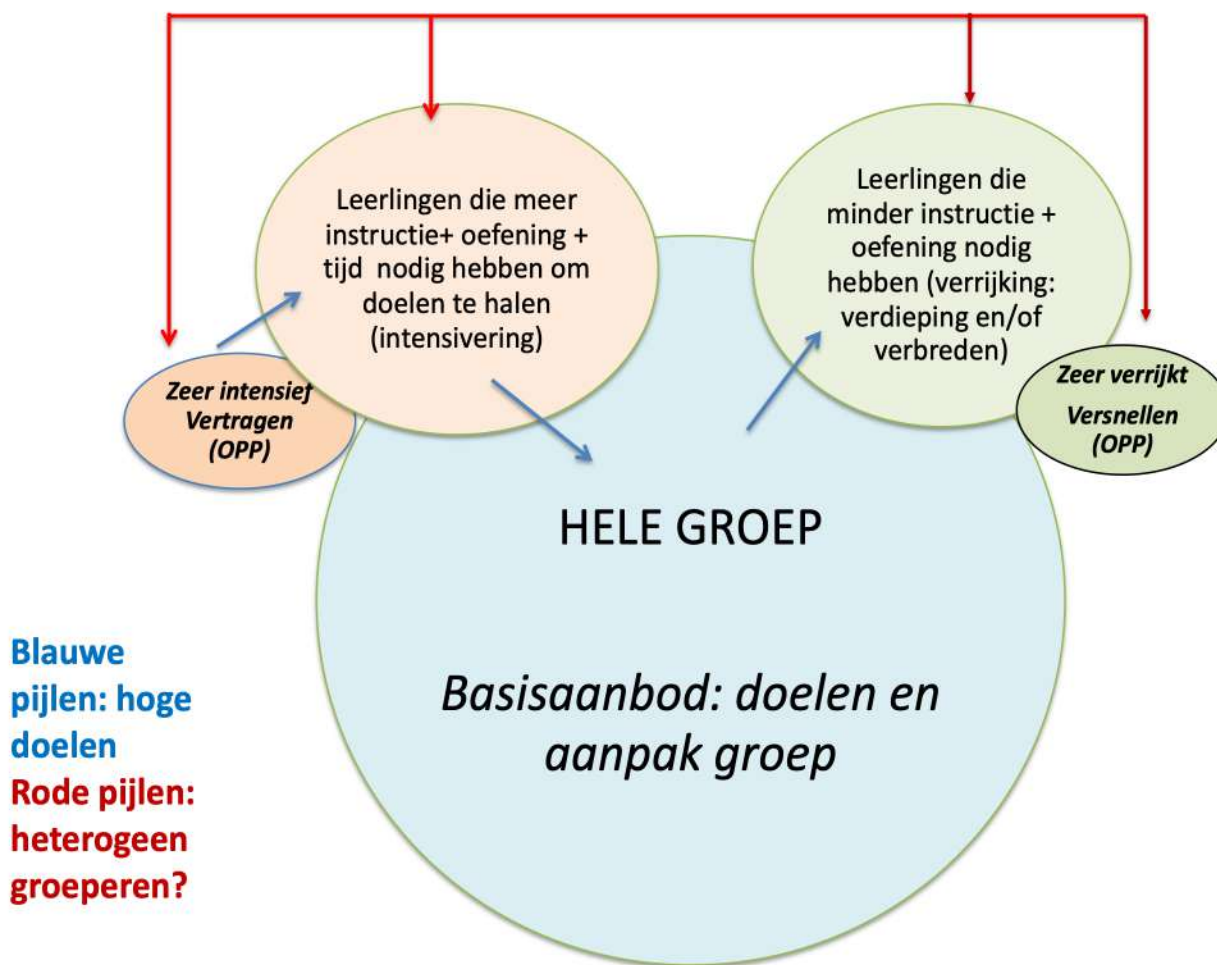 Leerlingen die meer
instructie+ oefening +
tijd nodig hebben om
doelen te halen
(intensivering)
Leerlingen die
minder instructie +
oefening nodig
hebben (verrijking:
verdieping en/of
verbreden)
Zeer intensief
Vertragen
(OPP)
Zeer verrijkt
Versnellen
(OPP)
HELE GROEP
Basisaanbod: doelen en
aanpak groep
Blauwe
pijlen: hoge
doelen
Rode pijlen:
heterogeen
groeperen?